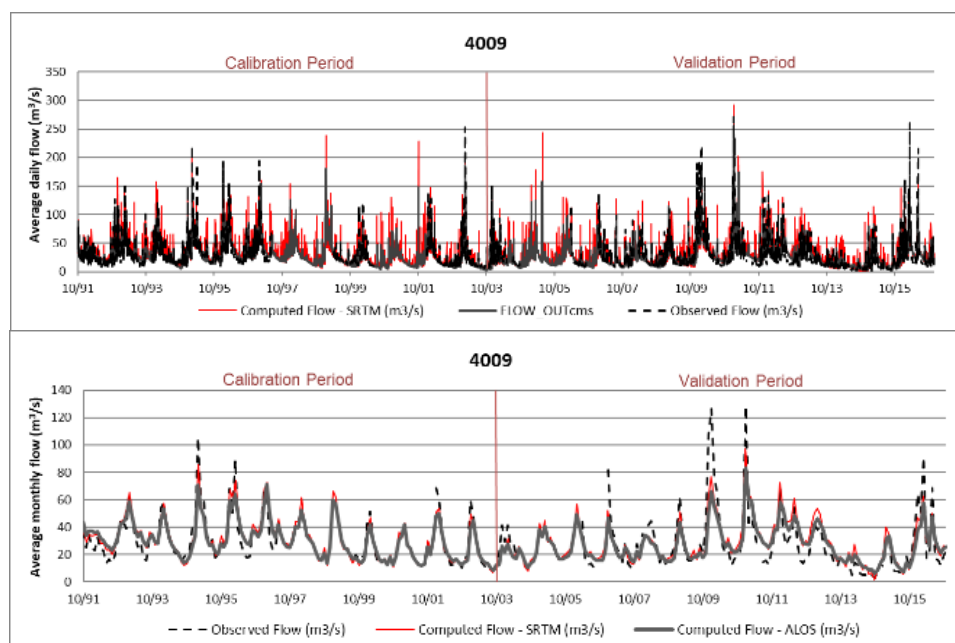 4009
Calibration Period
Validation Period
Average daily flow (m³/s)
350
300
250
200
150
100
50
0
10/91 10/93 10/95 10/97 10/99 10/01 10/03 10/05 10/07 10/09 10/11 10/13 10/15
Computed Flow - SRTM (m3/s) FLOW_OUTcms Observed Flow (m3/s)
4009
Calibration Period
Validation Period
Average monthly flow (m³/s)
140
120
100
80
60
40
20
0
10/91 10/93 10/95 10/97 10/99 10/01 10/03 10/05 10/07 10/09 10/11 10/13 10/15
Observed Flow (m3/s) Computed Flow - SRTM (m3/s) Computed Flow - ALOS (m3/s)